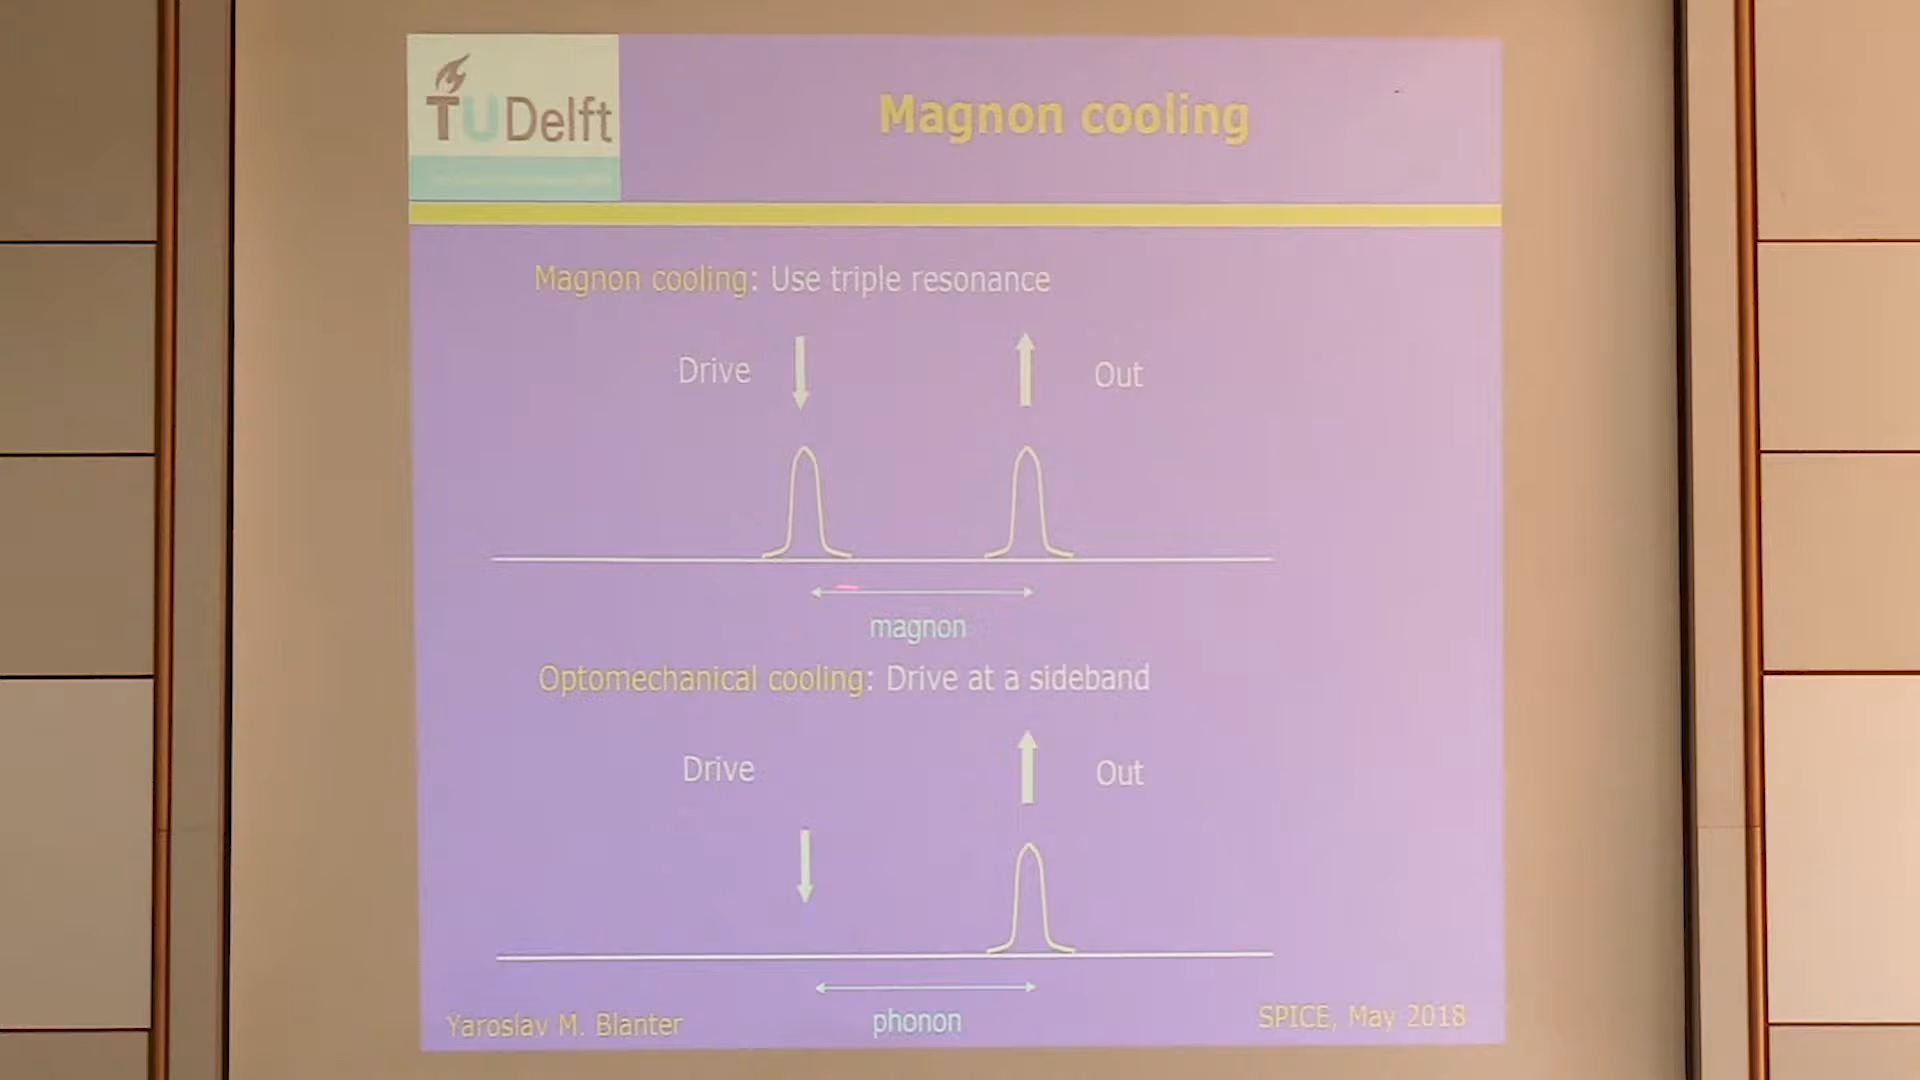 TUDelft
Magnon cooling
Magnon cooling: Use triple resonance
Drive
Out
magnon
Optomechanical cooling: Drive at a sideband
Drive
Out
phonon
Yaroslav M. Blanter
SPICE, May 2018